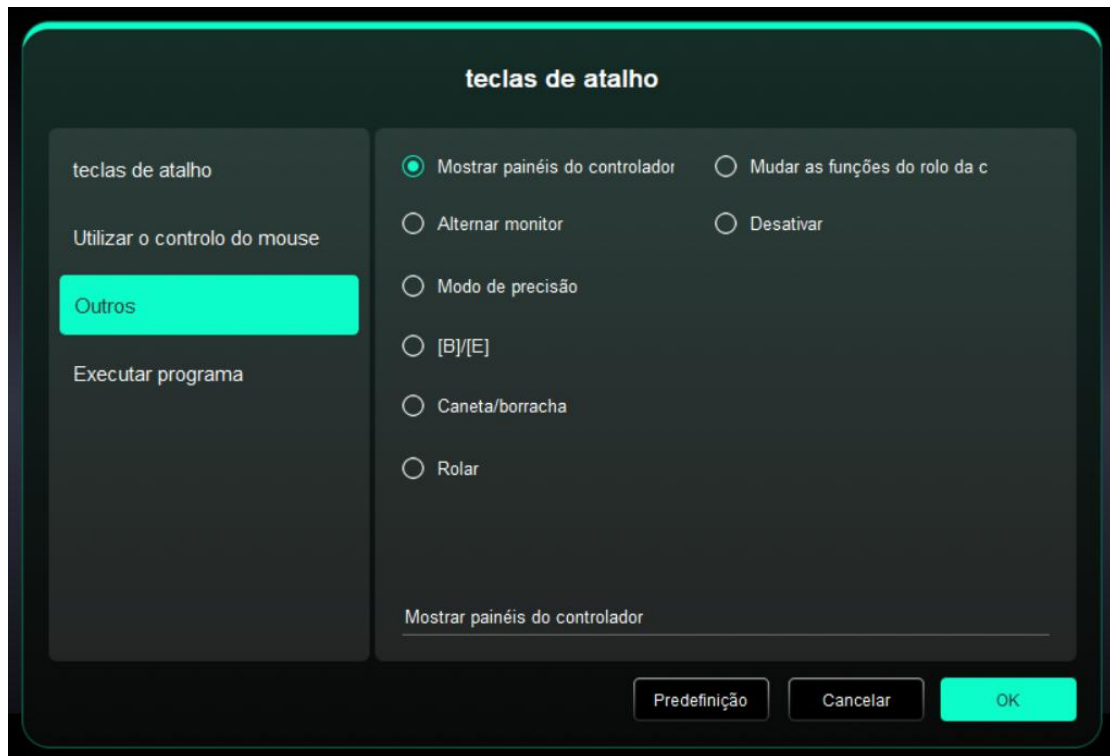 teclas de atalho
teclas de atalho
Utilizar o controlo do mouse
Outros
Executar programa
Mostrar painéis do controlador
Mudar as funções do rolo da c
Alternar monitor
Desativar
Modo de precisão
[B]/[E]
Caneta/borracha
Rolar
Mostrar painéis do controlador
Predefinição
Cancelar
OK